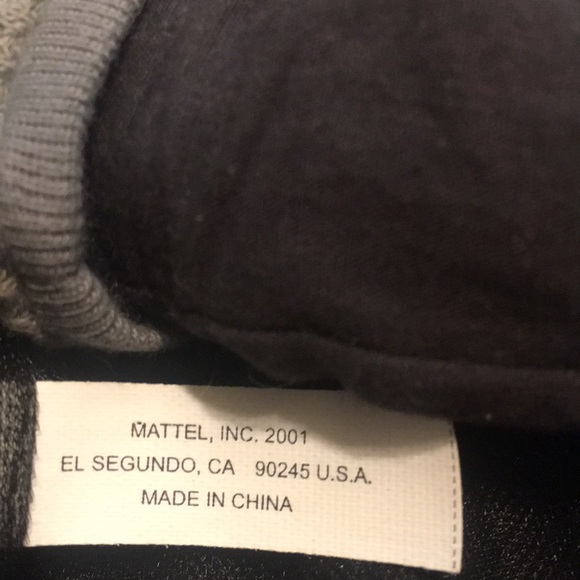 MATTEL, INC. 2001
EL SEGUNDO, CA 90245 U.S.A.
MADE IN CHINA